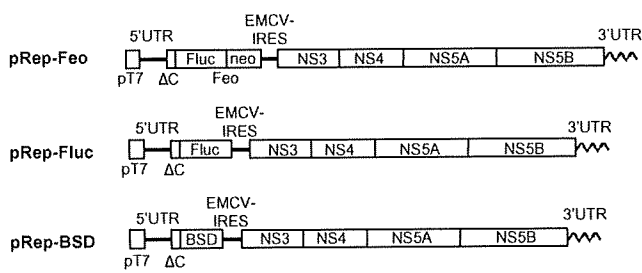 EMCV-
5'UTR IRES 3'UTR
pRep-Feo Fluc neo NS3 NS4 NS5A NS5B
pT7 ΔC Feo
EMCV-
5'UTR IRES 3'UTR
pRep-Fluc Fluc NS3 NS4 NS5A NS5B
pT7 ΔC
EMCV-
5'UTR IRES 3'UTR
pRep-BSD BSD NS3 NS4 NS5A NS5B
pT7 ΔC